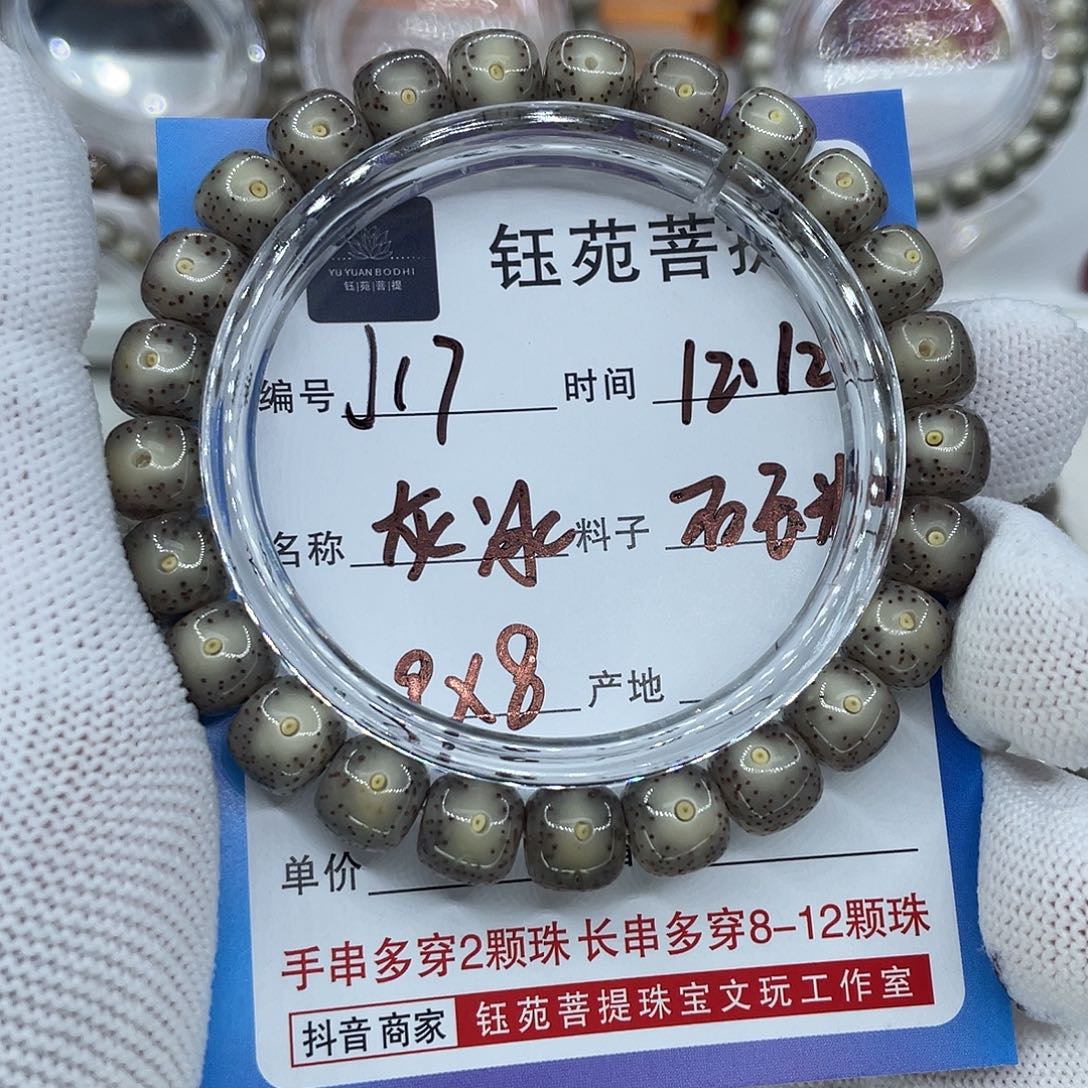 钰苑菩提
YU YUAN BODHI
钰|苑|菩|提
编号 J17 时间 12.12
名称 灰冰 料子
9x8 产地
单价
手串多穿2颗珠 长串多穿8-12颗珠
抖音商家 钰苑菩提珠宝文玩工作室